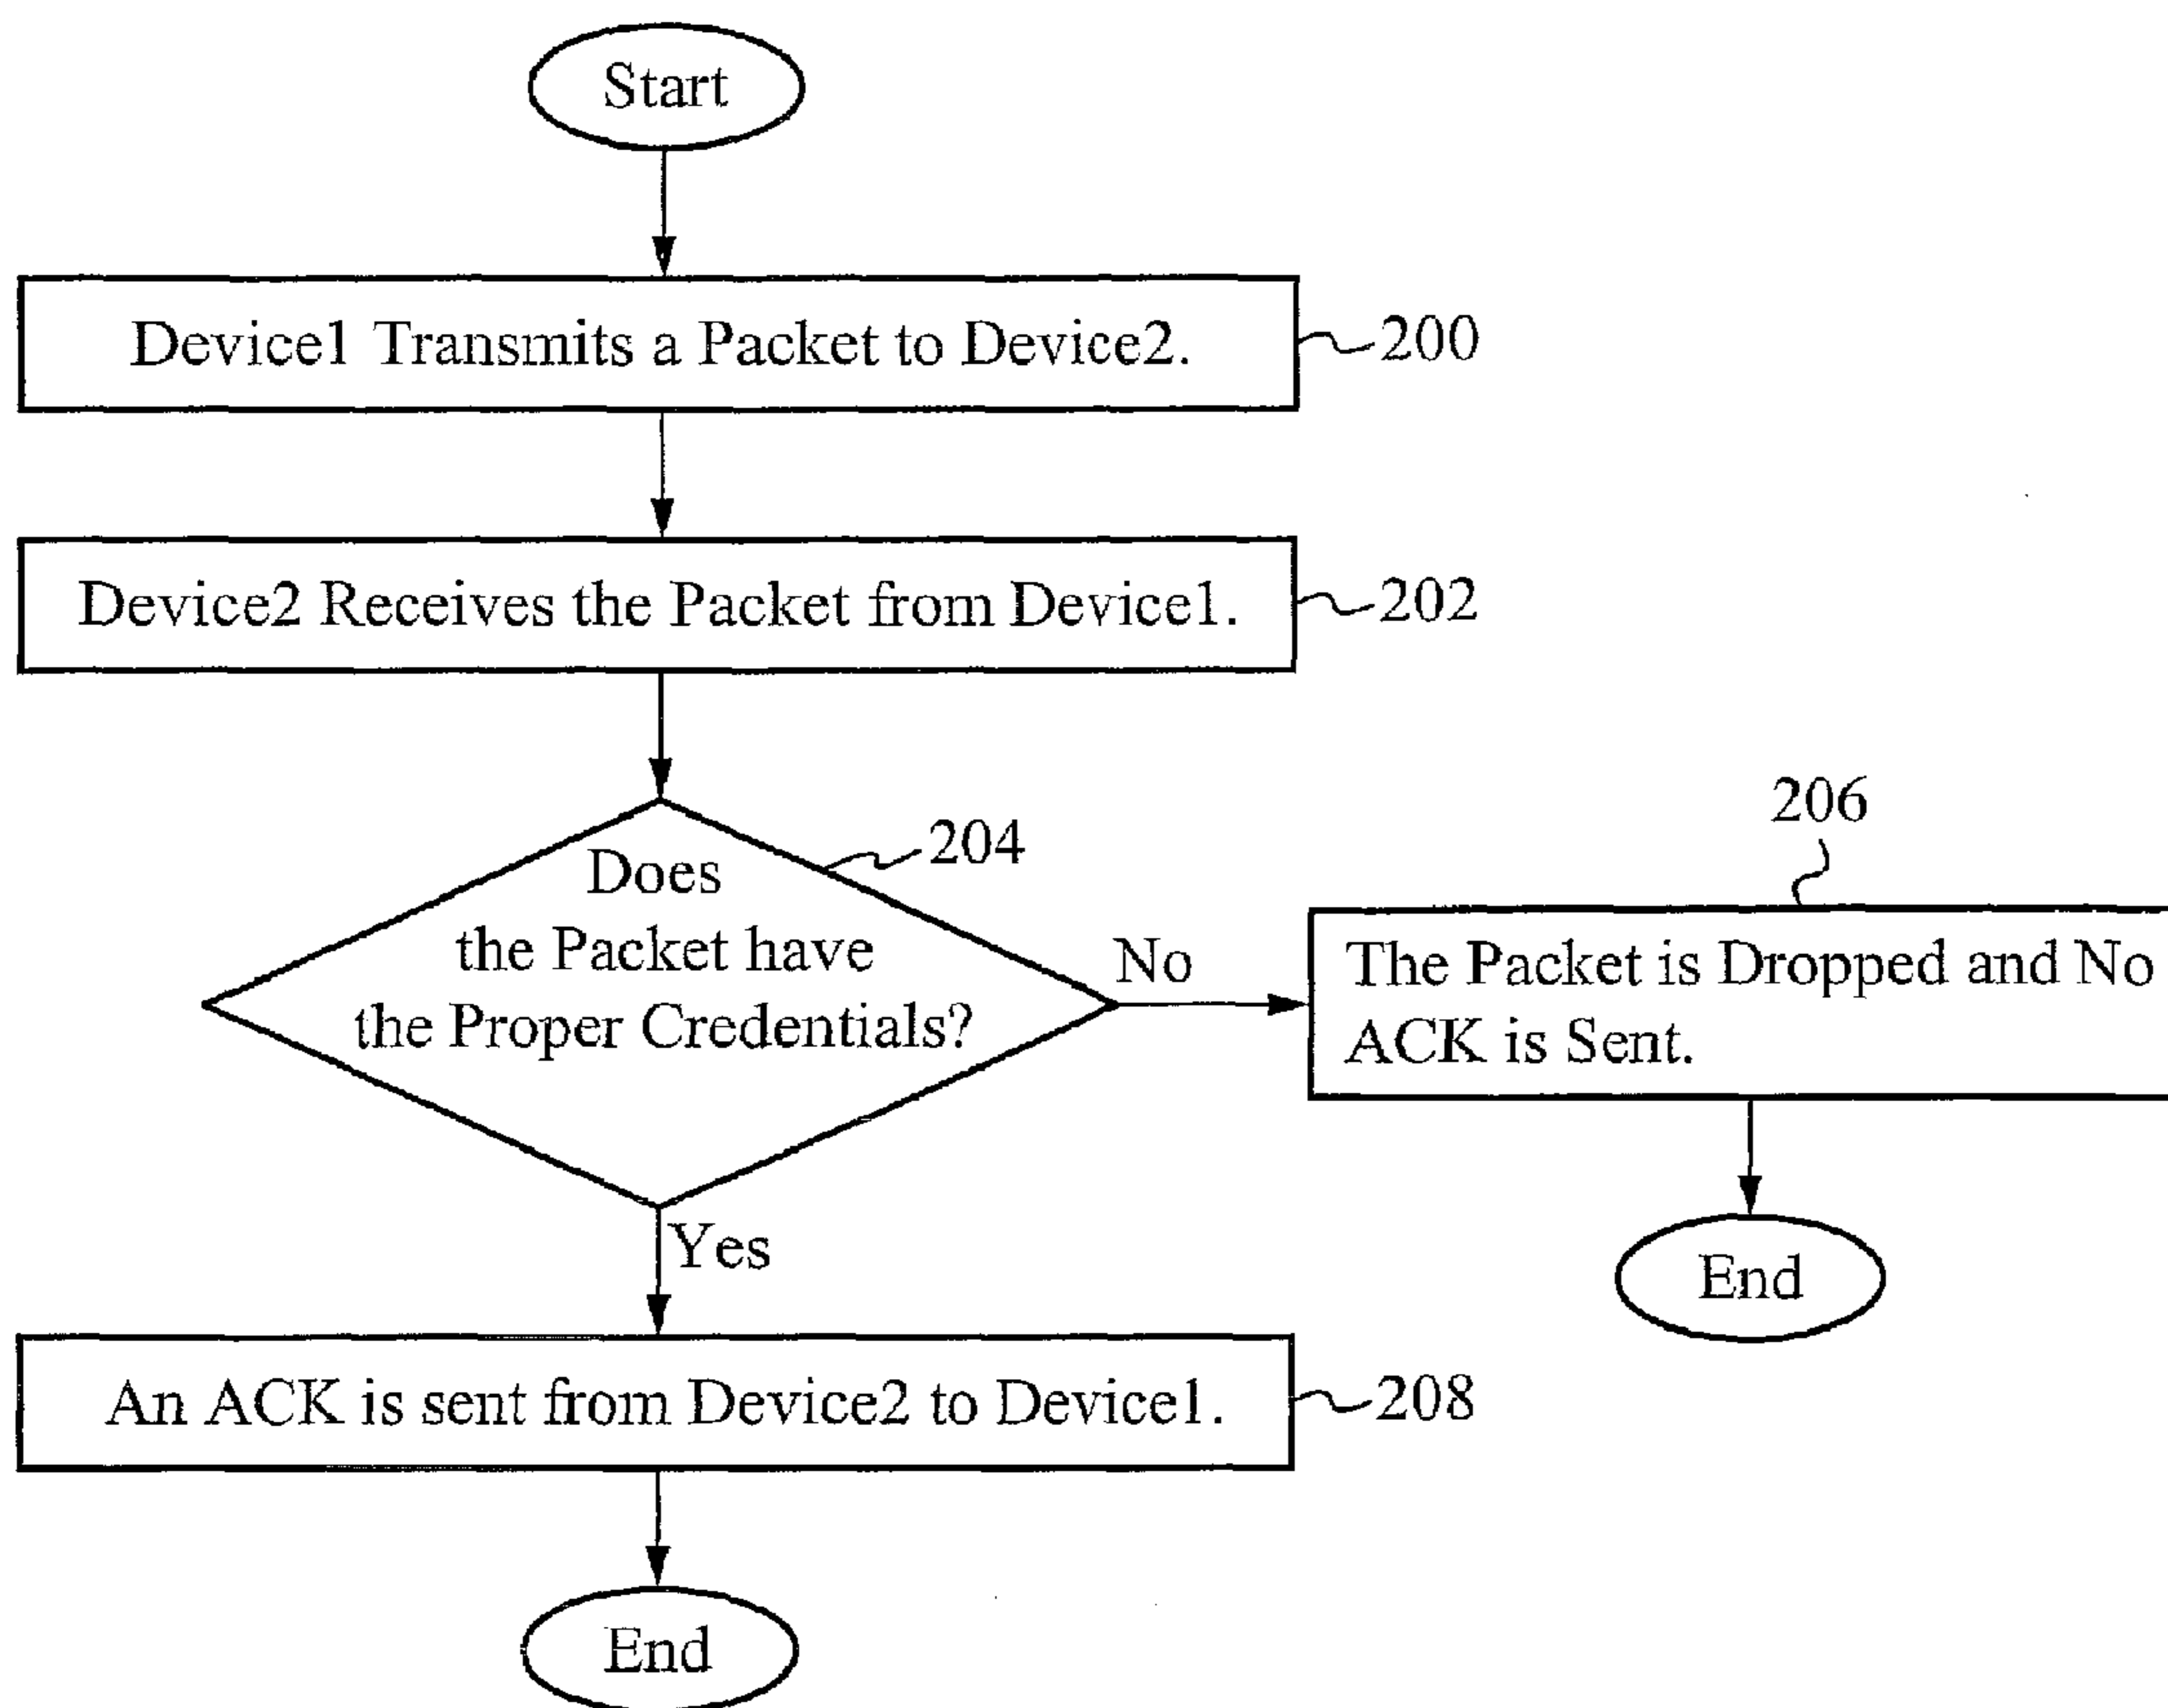 Start
Device1 Transmits a Packet to Device2.
200
Device2 Receives the Packet from Device1.
202
Does
the Packet have
the Proper Credentials?
204
No
206
The Packet is Dropped and No
ACK is Sent.
End
Yes
An ACK is sent from Device2 to Device1.
208
End